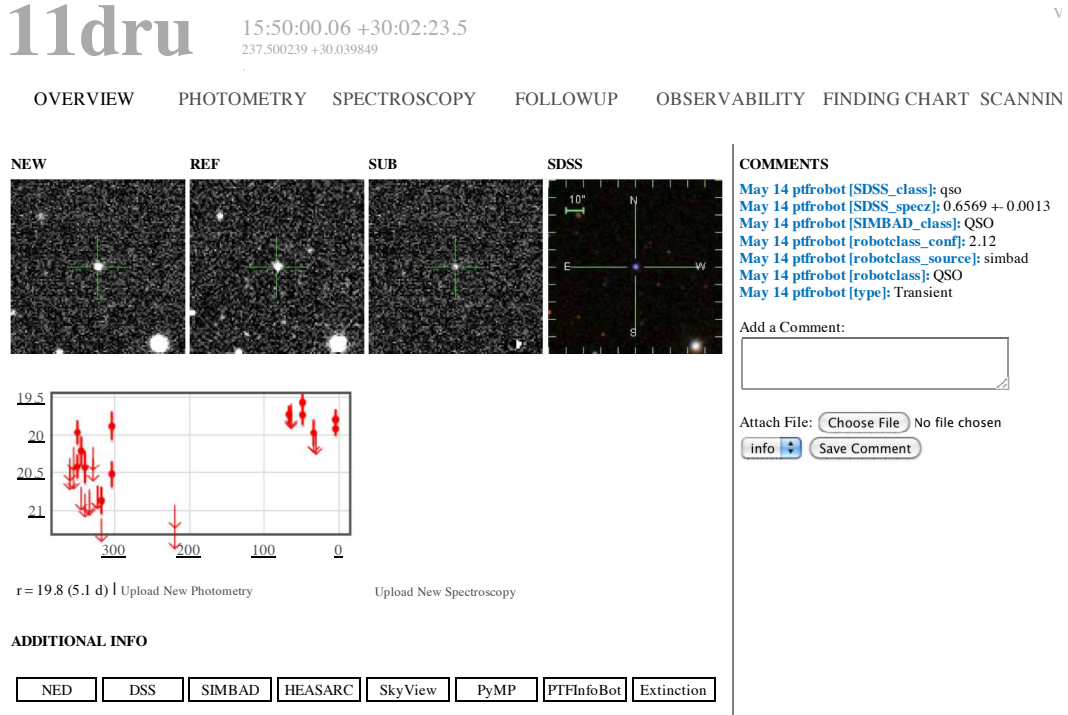 11dru
15:50:00.06 +30:02:23.5
237.500239 +30.039849
V
OVERVIEW PHOTOMETRY SPECTROSCOPY FOLLOWUP OBSERVABILITY FINDING CHART SCANNIN
NEW REF SUB SDSS
10"
N
E
W
S
COMMENTS
May 14 ptfrobot [SDSS_class]: qso
May 14 ptfrobot [SDSS_specz]: 0.6569 +- 0.0013
May 14 ptfrobot [SIMBAD_class]: QSO
May 14 ptfrobot [robotclass_conf]: 2.12
May 14 ptfrobot [robotclass_source]: simbad
May 14 ptfrobot [robotclass]: QSO
May 14 ptfrobot [type]: Transient
Add a Comment:
Attach File: Choose File No file chosen
info Save Comment
19.5
20
20.5
21
300 200 100 0
r = 19.8 (5.1 d) | Upload New Photometry
Upload New Spectroscopy
ADDITIONAL INFO
NED DSS SIMBAD HEASARC SkyView PyMP PTFInfoBot Extinction